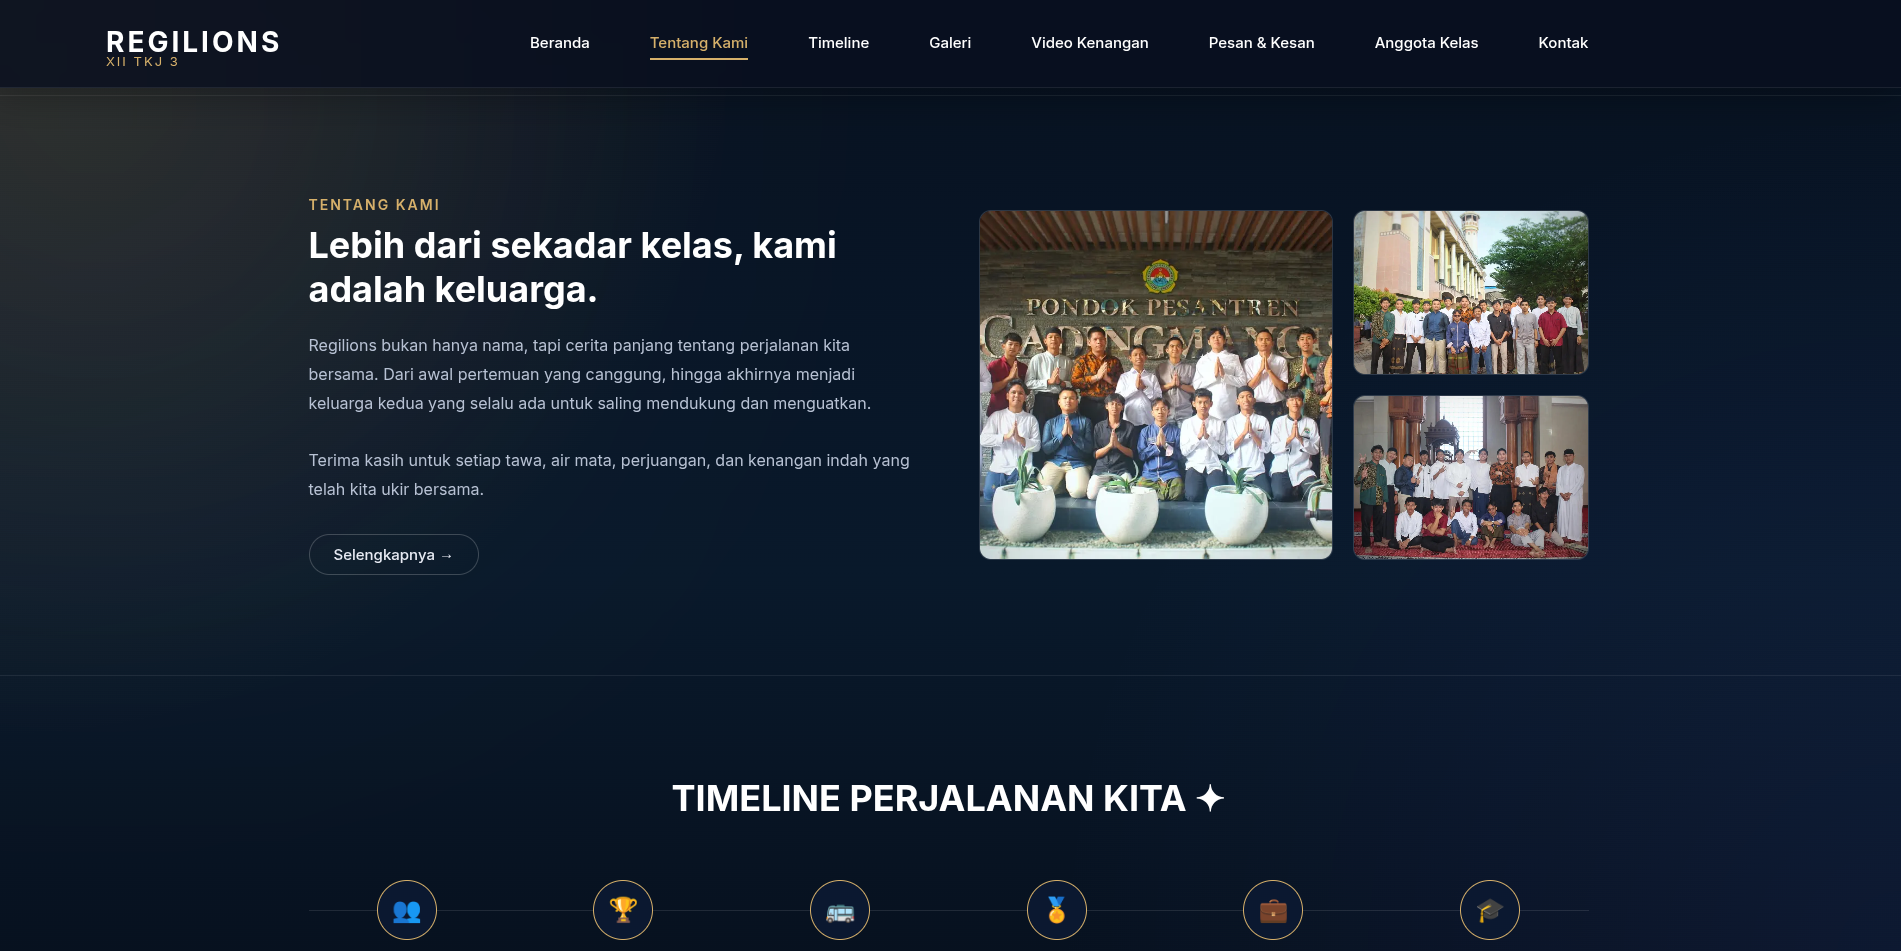 REGILIONS
XII TKJ 3
Beranda
Tentang Kami
Timeline
Galeri
Video Kenangan
Pesan & Kesan
Anggota Kelas
Kontak
TENTANG KAMI
Lebih dari sekadar kelas, kami
adalah keluarga.
Regilions bukan hanya nama, tapi cerita panjang tentang perjalanan kita
bersama. Dari awal pertemuan yang canggung, hingga akhirnya menjadi
keluarga kedua yang selalu ada untuk saling mendukung dan menguatkan.
Terima kasih untuk setiap tawa, air mata, perjuangan, dan kenangan indah yang
telah kita ukir bersama.
Selengkapnya →
PONDOK PESANTREN
TIMELINE PERJALANAN KITA ✦